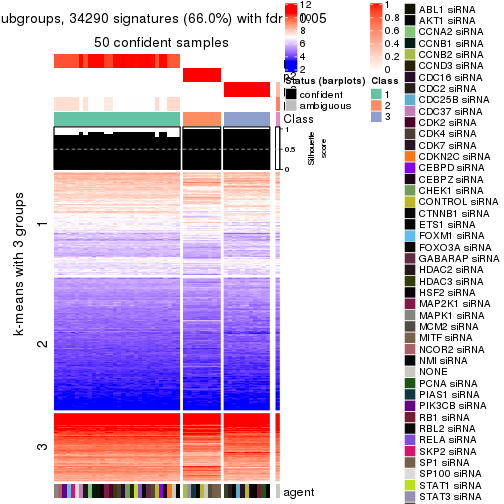 ubgroups, 34290 signatures (66.0%) with fdr 0.05
50 confident samples
12
10
8
6
4
2
1
0.8
0.6
0.4
0.2
0
Status (barplots)
confident
ambiguous
Class
1
2
3
Class
1
0.5
0
Silhouette
score
k-means with 3 groups
1
2
3
agent
ABL1 siRNA
AKT1 siRNA
CCNA2 siRNA
CCNB1 siRNA
CCNB2 siRNA
CCND3 siRNA
CDC16 siRNA
CDC2 siRNA
CDC25B siRNA
CDC37 siRNA
CDK2 siRNA
CDK4 siRNA
CDK7 siRNA
CDKN2C siRNA
CEBPD siRNA
CEBPZ siRNA
CHEK1 siRNA
CONTROL siRNA
CTNNB1 siRNA
ETS1 siRNA
FOXM1 siRNA
FOXO3A siRNA
GABARAP siRNA
HDAC2 siRNA
HDAC3 siRNA
HSF2 siRNA
MAP2K1 siRNA
MAPK1 siRNA
MCM2 siRNA
MITF siRNA
NCOR2 siRNA
NMI siRNA
NONE
PCNA siRNA
PIAS1 siRNA
PIK3CB siRNA
RB1 siRNA
RBL2 siRNA
RELA siRNA
SKP2 siRNA
SP1 siRNA
SP100 siRNA
STAT1 siRNA
STAT3 siRNA